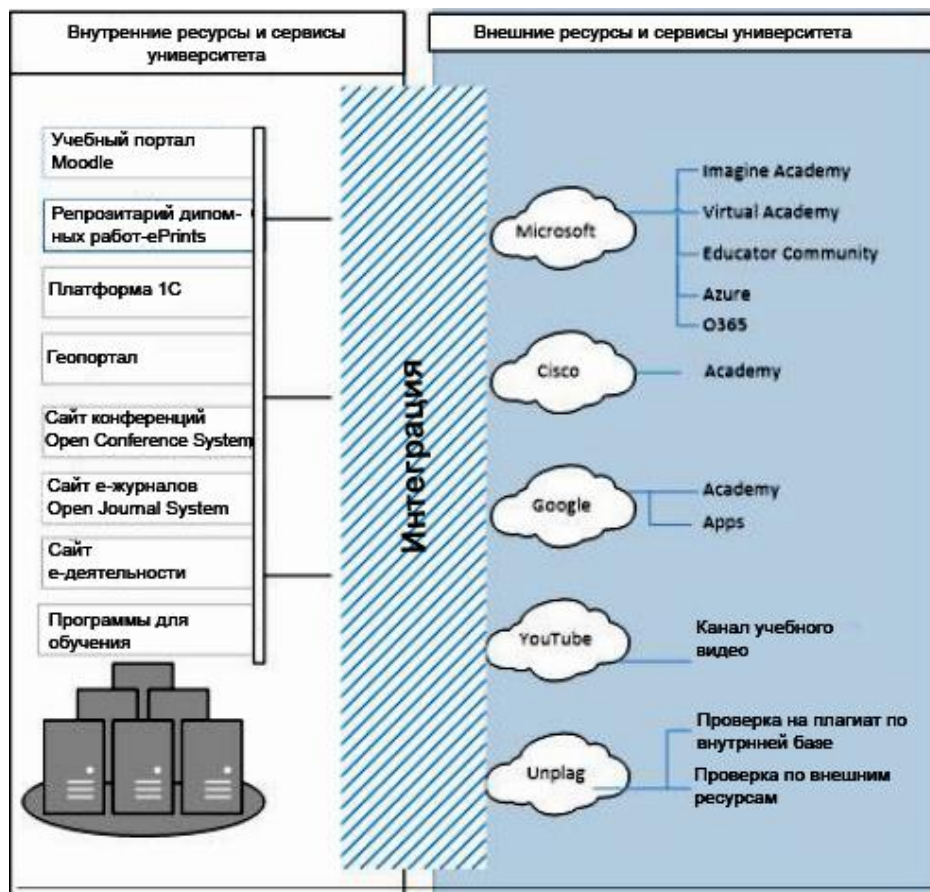 Внутренние ресурсы и сервисы
университета
Внешние ресурсы и сервисы университета
Учебный портал
Moodle
Репрозитарий дипом-
ных работ-ePrints
Платформа 1С
Геопортал
Сайт конференций
Open Conference System
Сайт е-журналов
Open Journal System
Сайт
е-деятельности
Программы для
обучения
Интеграция
Microsoft
Imagine Academy
Virtual Academy
Educator Community
Azure
O365
Cisco
Academy
Google
Academy
Apps
YouTube
Канал учебного
видео
Unplag
Проверка на плагиат по
внутрнней базе
Проверка по внешним
ресурсам